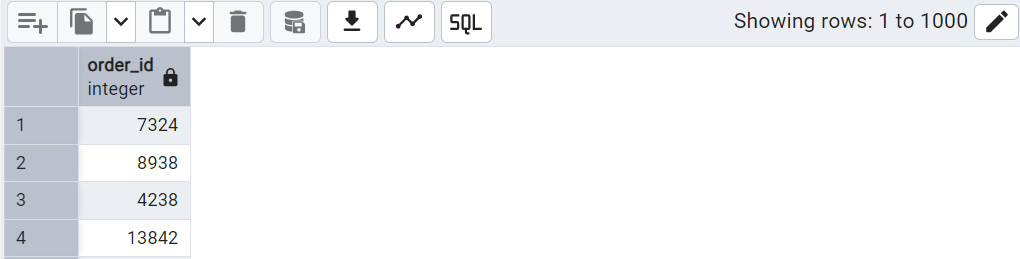 SQL
Showing rows: 1 to 1000
order_id
integer
1 7324
2 8938
3 4238
4 13842